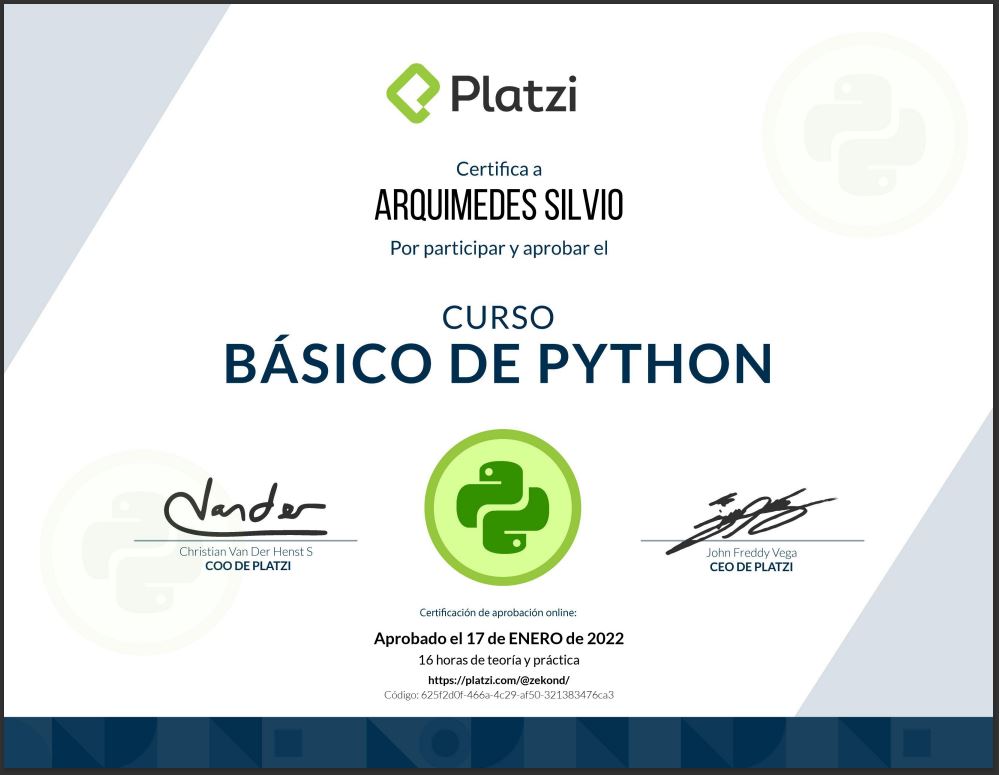 Platzi
Certifica a
ARQUIMEDES SILVIO
Por participar y aprobar el
CURSO
BÁSICO DE PYTHON
Vander
Christian Van Der Henst S
COO DE PLATZI
John Freddy Vega
CEO DE PLATZI
Certificación de aprobación online:
Aprobado el 17 de ENERO de 2022
16 horas de teoría y práctica
https://platzi.com/@zekond/
Código: 625f2d0f-466a-4c29-af50-321383476ca3